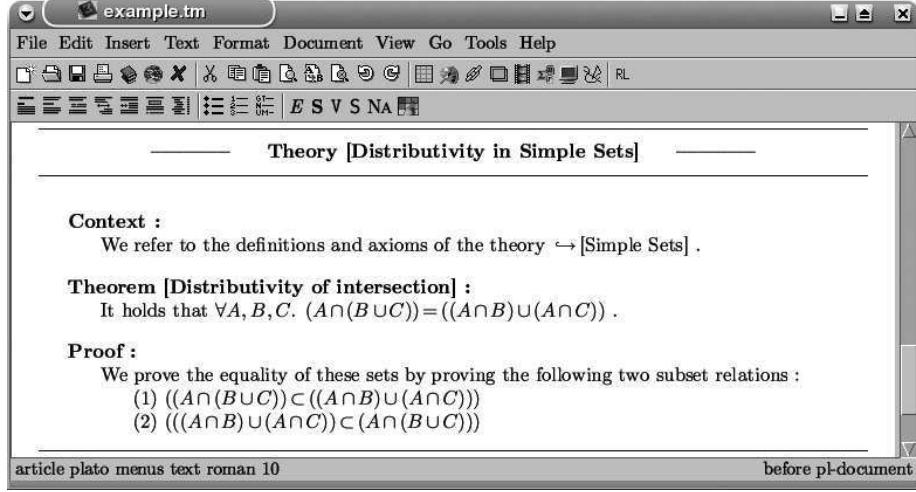 example.tm
File Edit Insert Text Format Document View Go Tools Help
RL
E S V S NA
Theory [Distributivity in Simple Sets]
Context :
We refer to the definitions and axioms of the theory ↪[Simple Sets] .
Theorem [Distributivity of intersection] :
It holds that ∀A, B, C. (A∩(B∪C))=((A∩B)∪(A∩C)) .
Proof :
We prove the equality of these sets by proving the following two subset relations :
(1) ((A∩(B∪C))⊂((A∩B)∪(A∩C)))
(2) (((A∩B)∪(A∩C))⊂(A∩(B∪C)))
article plato menus text roman 10 before pl-document